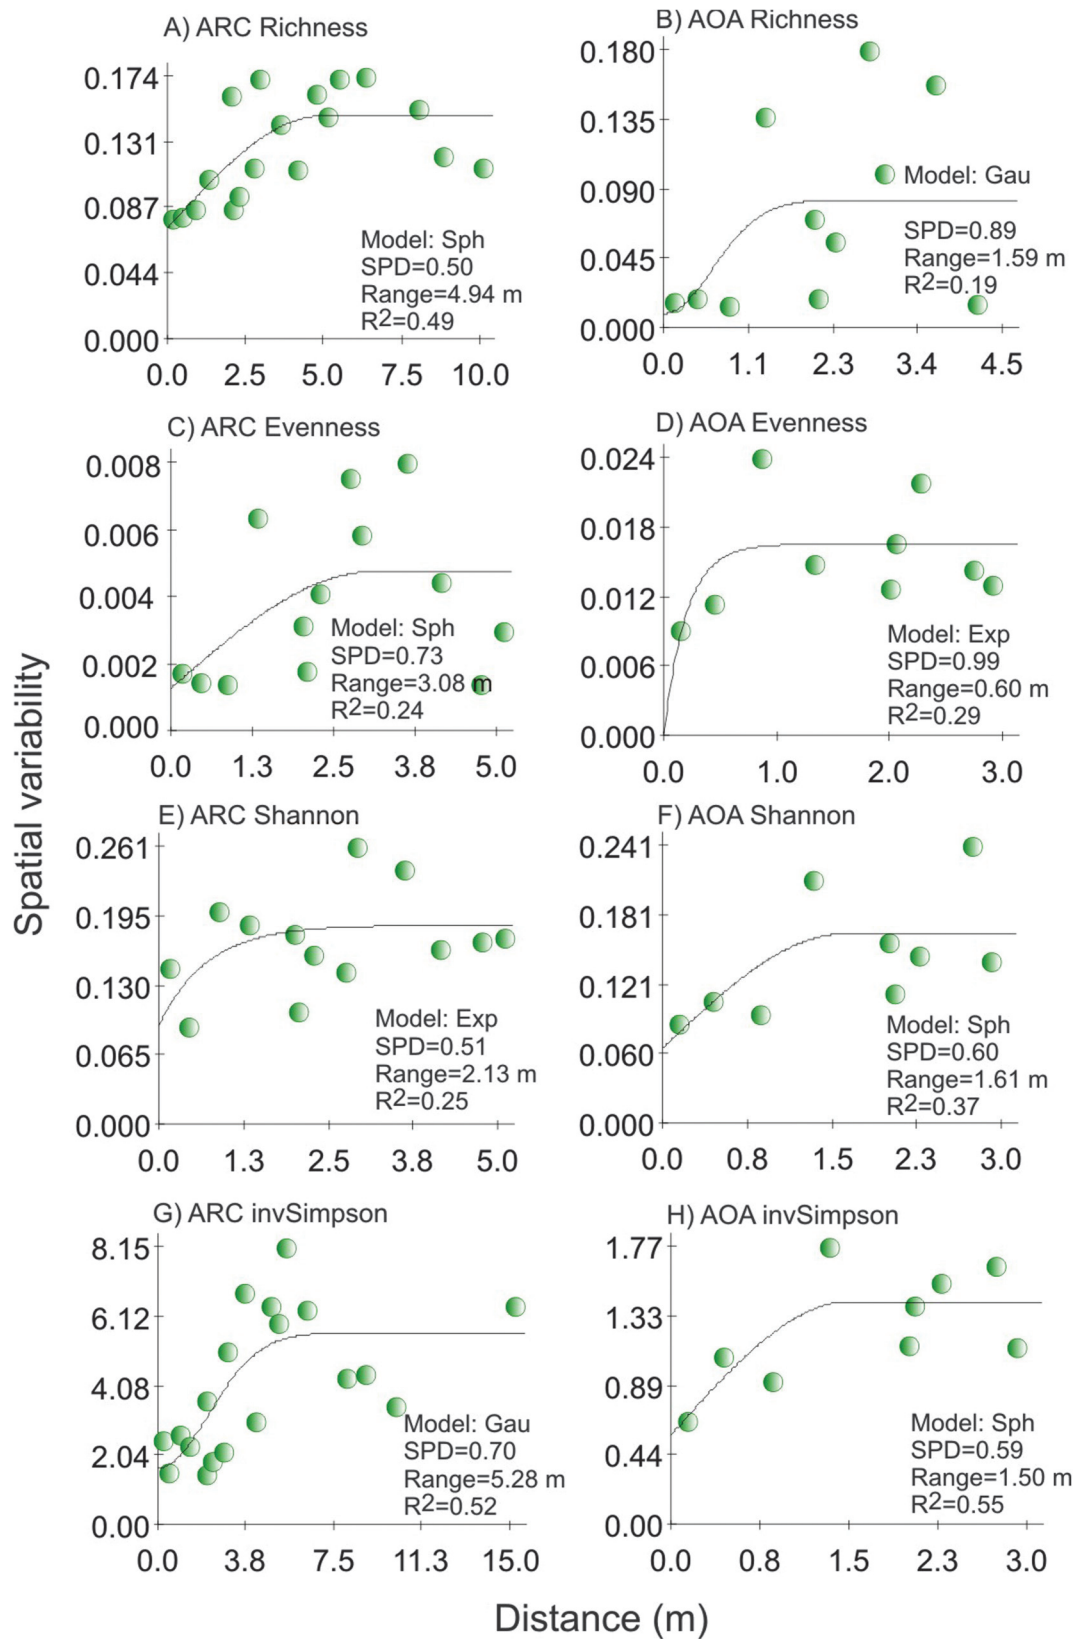 Spatial variability
A) ARC Richness
0.174
0.131
0.087
0.044
0.000
Model: Sph
SPD=0.50
Range=4.94 m
R2=0.49
0.0 2.5 5.0 7.5 10.0
B) AOA Richness
0.180
0.135
0.090
0.045
0.000
Model: Gau
SPD=0.89
Range=1.59 m
R2=0.19
0.0 1.1 2.3 3.4 4.5
C) ARC Evenness
0.008
0.006
0.004
0.002
0.000
Model: Sph
SPD=0.73
Range=3.08 m
R2=0.24
0.0 1.3 2.5 3.8 5.0
D) AOA Evenness
0.024
0.018
0.012
0.006
0.000
Model: Exp
SPD=0.99
Range=0.60 m
R2=0.29
0.0 1.0 2.0 3.0
E) ARC Shannon
0.261
0.195
0.130
0.065
0.000
Model: Exp
SPD=0.51
Range=2.13 m
R2=0.25
0.0 1.3 2.5 3.8 5.0
F) AOA Shannon
0.241
0.181
0.121
0.060
0.000
Model: Sph
SPD=0.60
Range=1.61 m
R2=0.37
0.0 0.8 1.5 2.3 3.0
G) ARC invSimpson
8.15
6.12
4.08
2.04
0.00
Model: Gau
SPD=0.70
Range=5.28 m
R2=0.52
0.0 3.8 7.5 11.3 15.0
H) AOA invSimpson
1.77
1.33
0.89
0.44
0.00
Model: Sph
SPD=0.59
Range=1.50 m
R2=0.55
0.0 0.8 1.5 2.3 3.0
Distance (m)